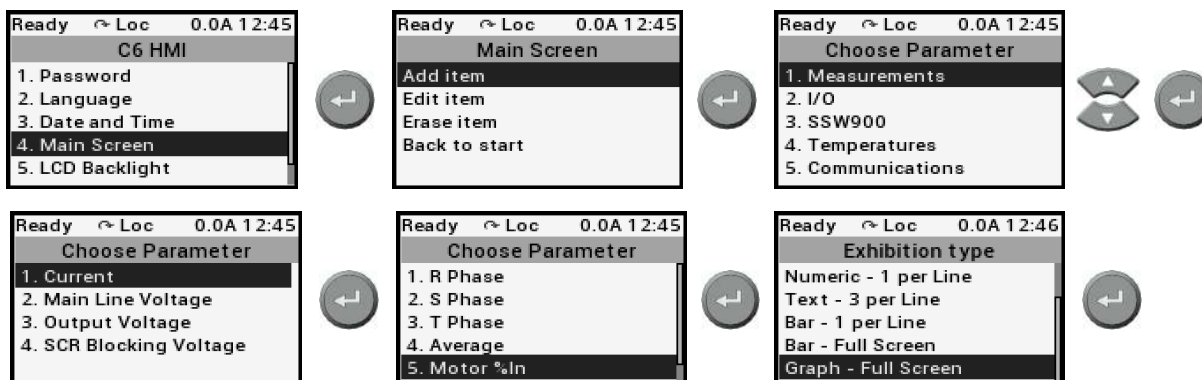 Ready Loc 0.0A 12:45
C6 HMI
1. Password
2. Language
3. Date and Time
4. Main Screen
5. LCD Backlight
Ready Loc 0.0A 12:45
Main Screen
Add item
Edit item
Erase item
Back to start
Ready Loc 0.0A 12:45
Choose Parameter
1. Measurements
2. I/O
3. SSW900
4. Temperatures
5. Communications
Ready Loc 0.0A 12:45
Choose Parameter
1. Current
2. Main Line Voltage
3. Output Voltage
4. SCR Blocking Voltage
Ready Loc 0.0A 12:45
Choose Parameter
1. R Phase
2. S Phase
3. T Phase
4. Average
5. Motor %In
Ready Loc 0.0A 12:46
Exhibition type
Numeric - 1 per Line
Text - 3 per Line
Bar - 1 per Line
Bar - Full Screen
Graph - Full Screen